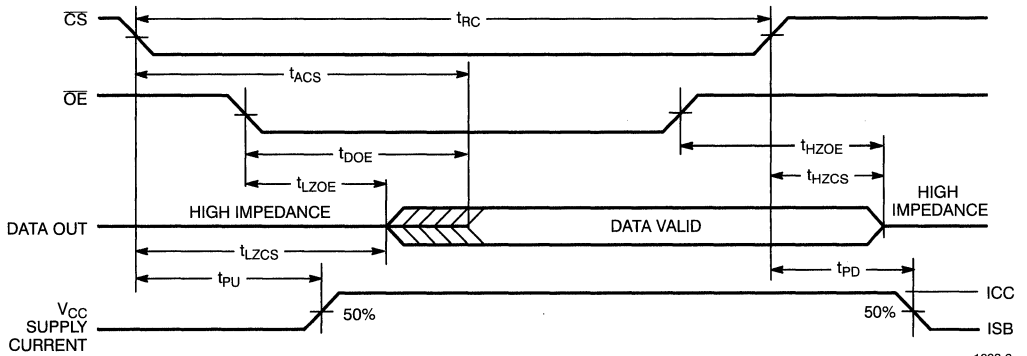 CS
tRC
tACS
OE
tDOE
tHZOE
tLZOE
tHZCS
HIGH IMPEDANCE
HIGH
IMPEDANCE
DATA OUT
DATA VALID
tLZCS
tPU
tPD
ICC
VCC
SUPPLY
CURRENT
50%
50%
ISB